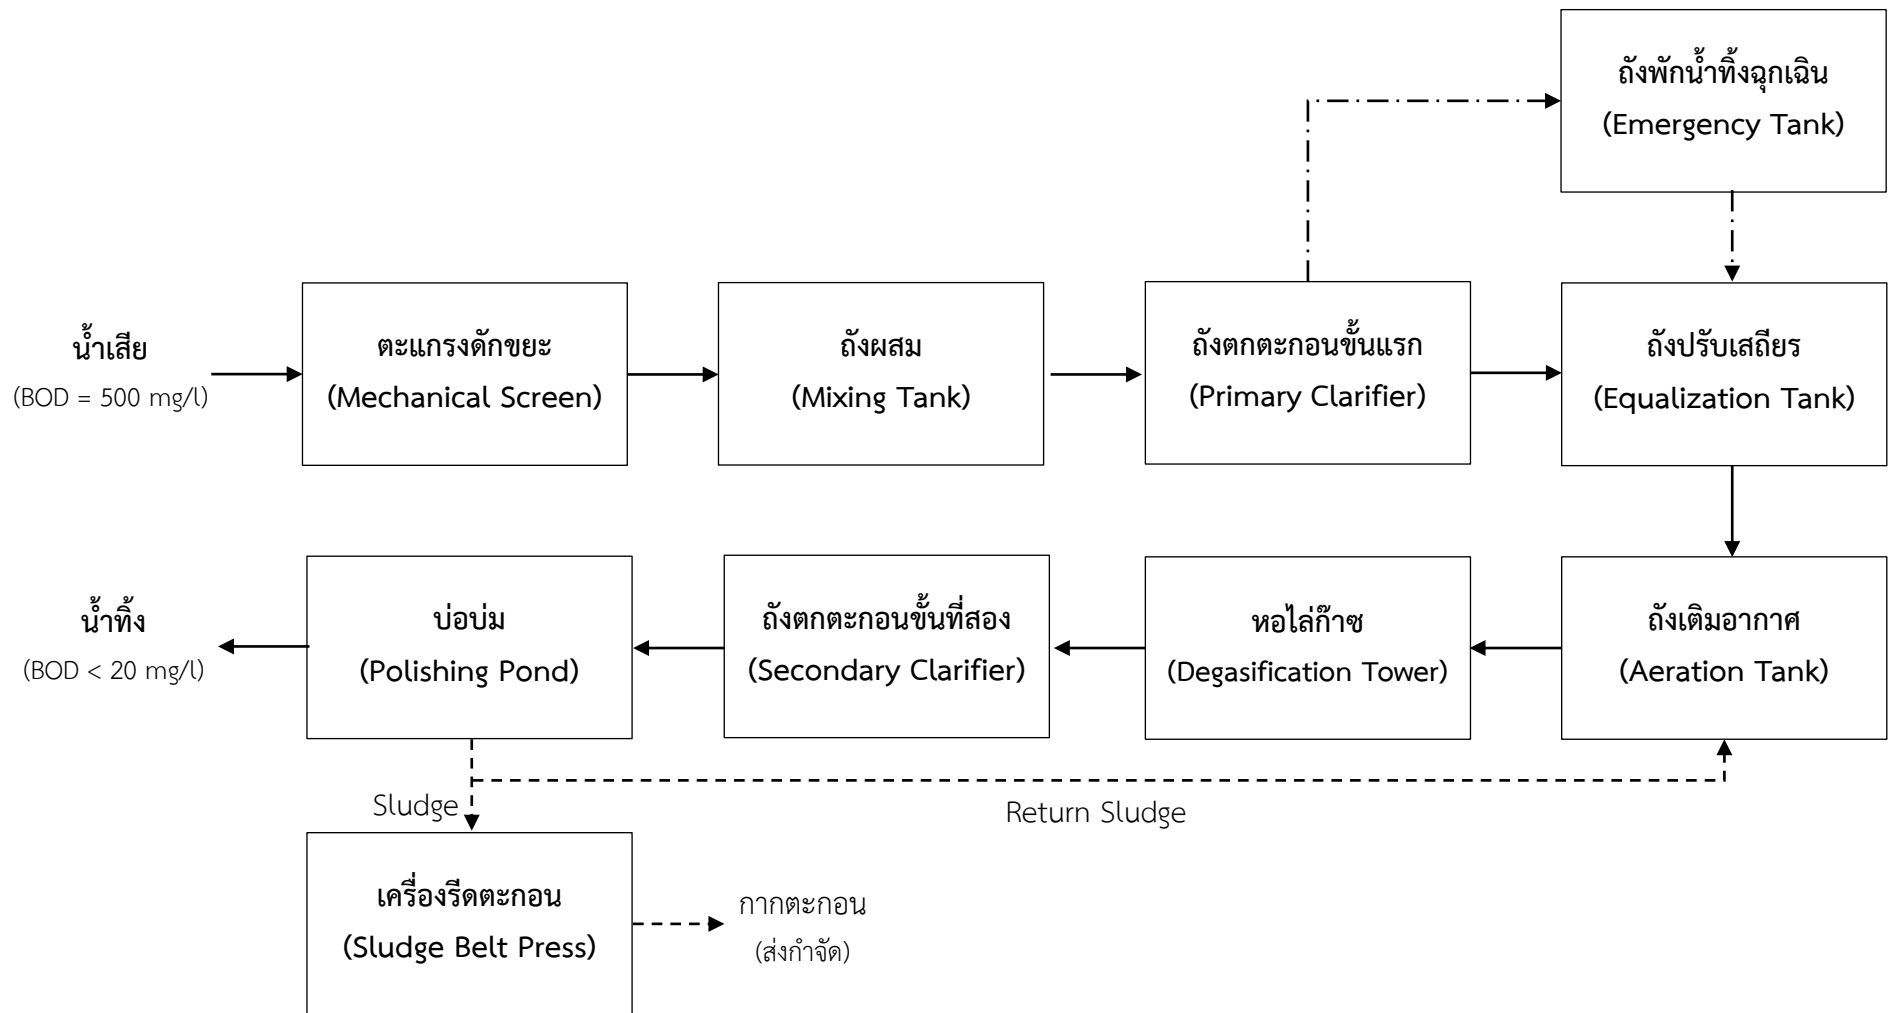 ถังพักน้ำทิ้งฉุกเฉิน
(Emergency Tank)
น้ำเสีย
(BOD = 500 mg/l)
ตะแกรงดักขยะ
(Mechanical Screen)
ถังผสม
(Mixing Tank)
ถังตกตะกอนขั้นแรก
(Primary Clarifier)
ถังปรับเสถียร
(Equalization Tank)
น้ำทิ้ง
(BOD < 20 mg/l)
บ่อบ่ม
(Polishing Pond)
ถังตกตะกอนขั้นที่สอง
(Secondary Clarifier)
หอไล่ก๊าซ
(Degasification Tower)
ถังเติมอากาศ
(Aeration Tank)
Sludge
Return Sludge
เครื่องรีดตะกอน
(Sludge Belt Press)
กากตะกอน
(ส่งกำจัด)